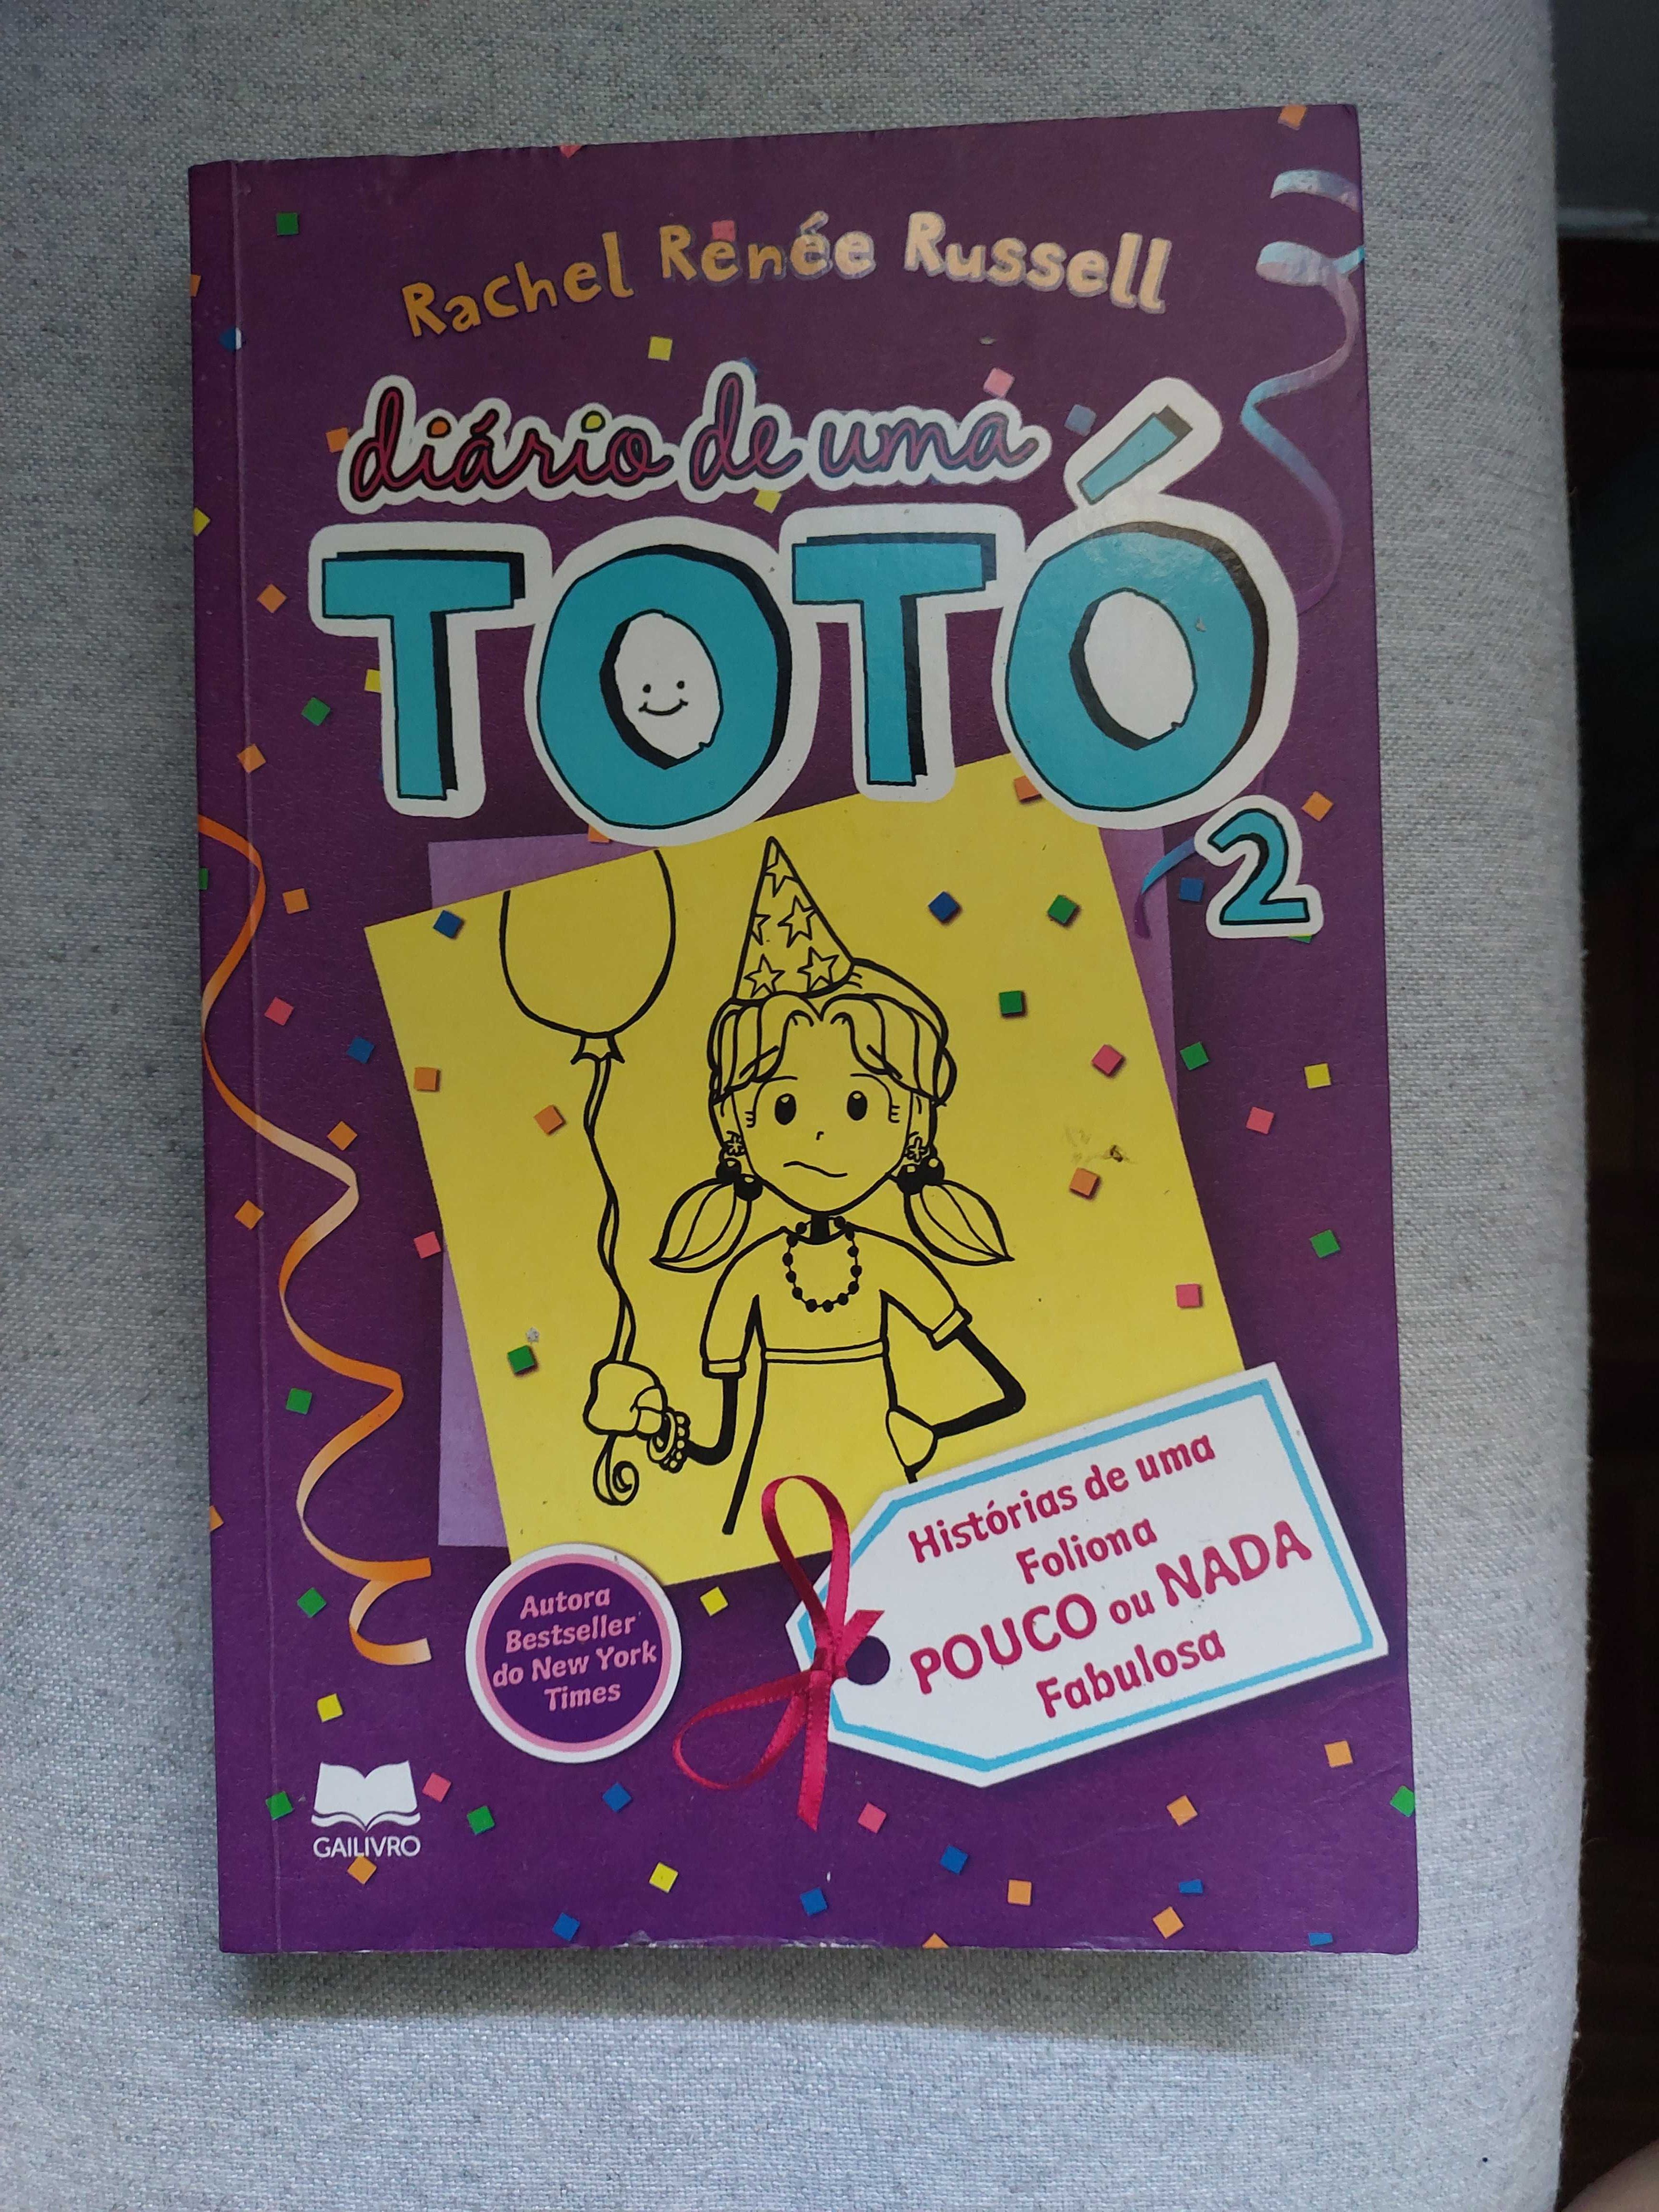 Rachel Renée Russell
diário de uma
TOTÓ
2
Histórias de uma
Foliona
POUCO ou NADA
Fabulosa
Autora
Bestseller
do New York
Times
GAILIVRO